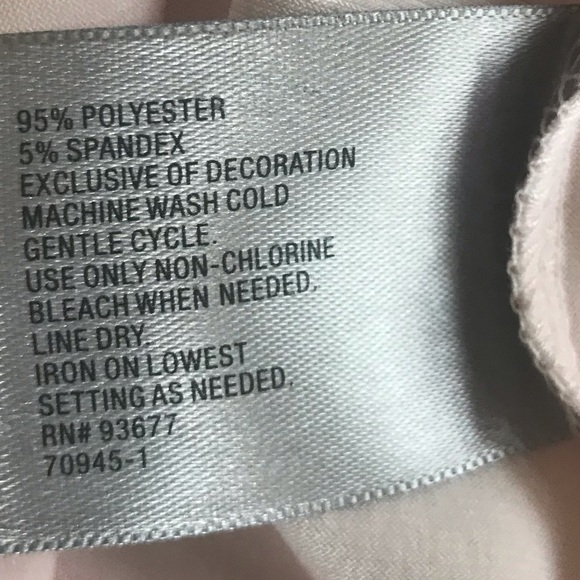 95% POLYESTER
5% SPANDEX
EXCLUSIVE OF DECORATION
MACHINE WASH COLD
GENTLE CYCLE.
USE ONLY NON-CHLORINE
BLEACH WHEN NEEDED.
LINE DRY.
IRON ON LOWEST
SETTING AS NEEDED.
RN# 93677
70945-1